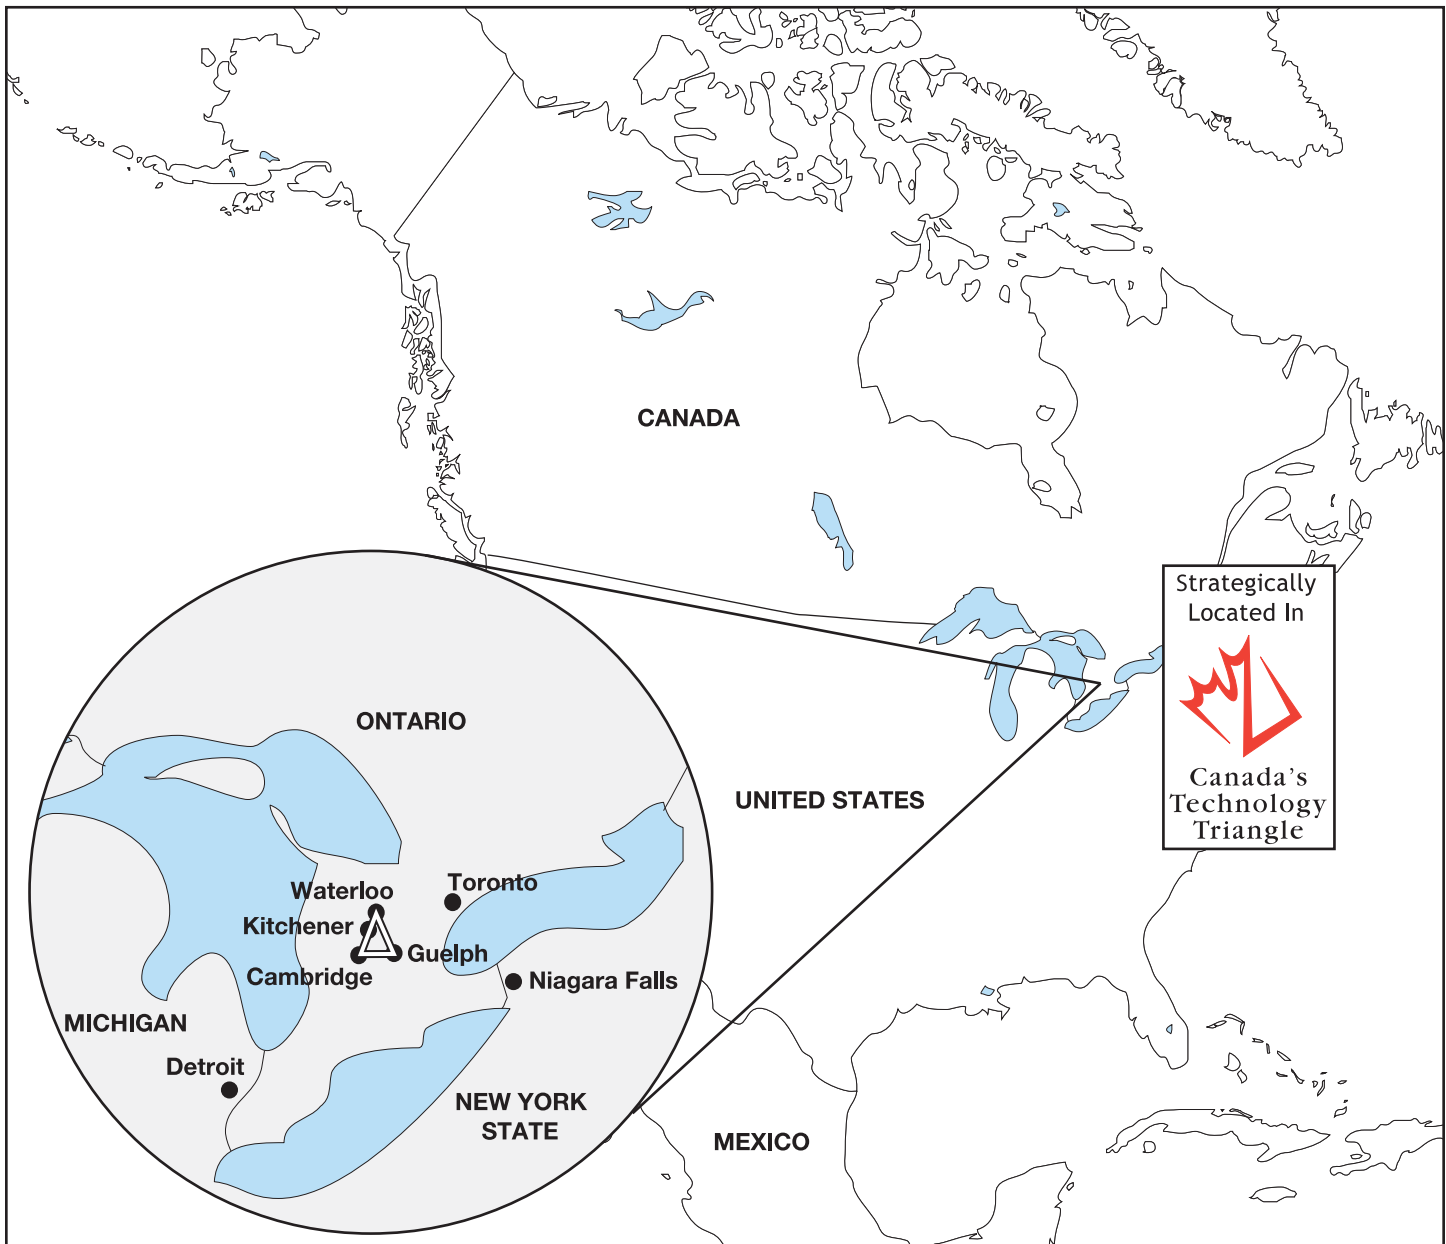 CANADA
Strategically
Located In
Canada's
Technology
Triangle
UNITED STATES
MEXICO
ONTARIO
Waterloo
Toronto
Kitchener
Guelph
Cambridge
Niagara Falls
MICHIGAN
Detroit
NEW YORK
STATE